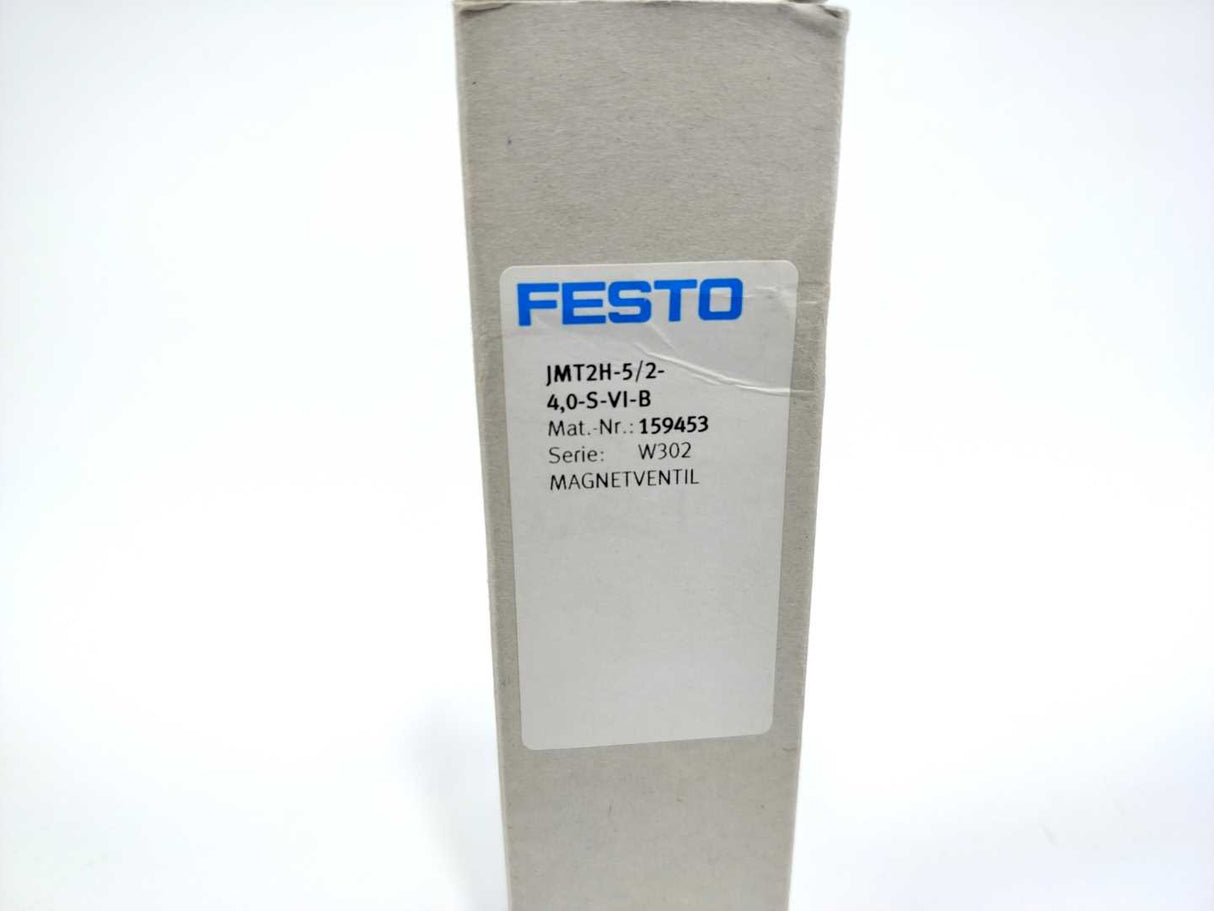 FESTO
JMT2H-5/2-
4,0-S-VI-B
Mat.-Nr.: 159453
Serie: W302
MAGNETVENTIL